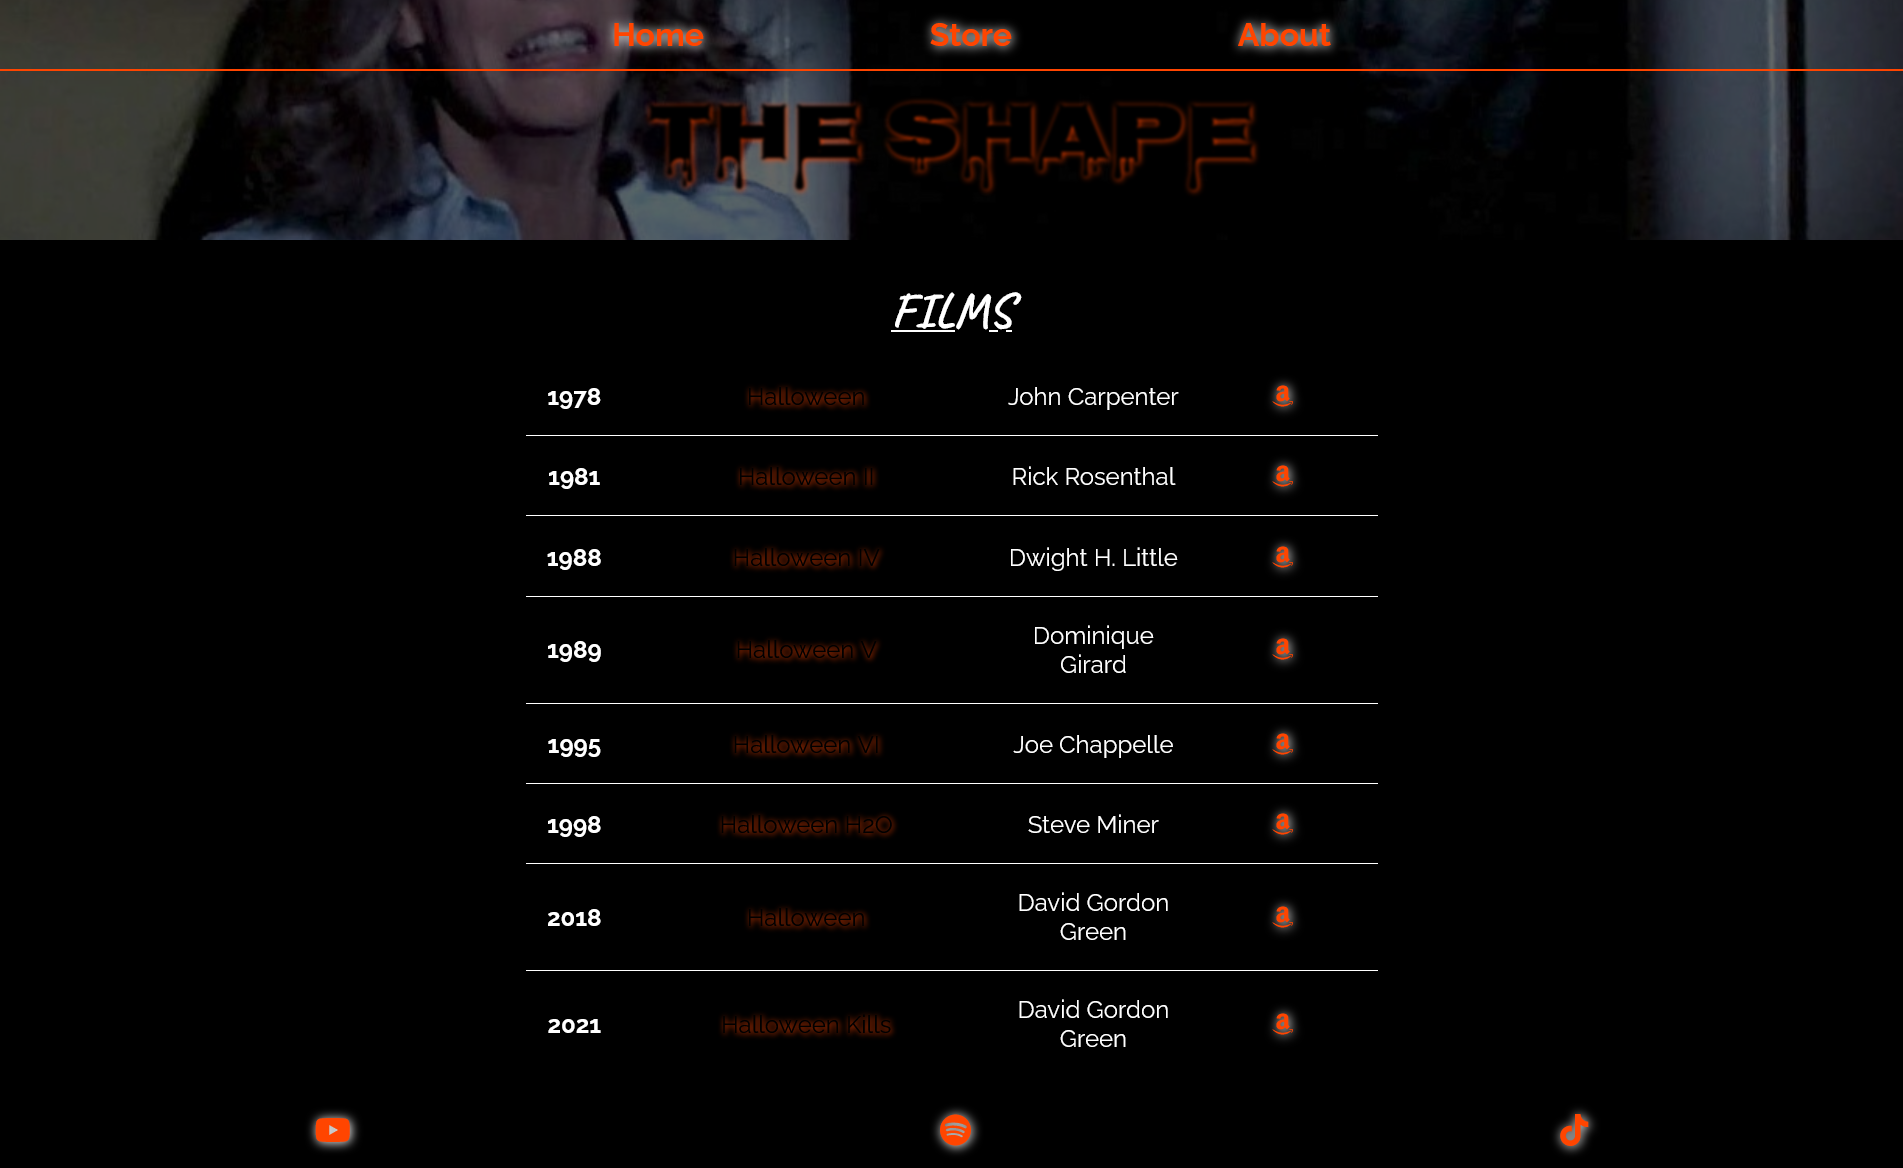 Home Store About
THE SHAPE
FILMS
1978 Halloween John Carpenter
1981 Halloween II Rick Rosenthal
1988 Halloween IV Dwight H. Little
1989 Halloween V Dominique
Girard
1995 Halloween VI Joe Chappelle
1998 Halloween H2O Steve Miner
2018 Halloween David Gordon
Green
2021 Halloween Kills David Gordon
Green